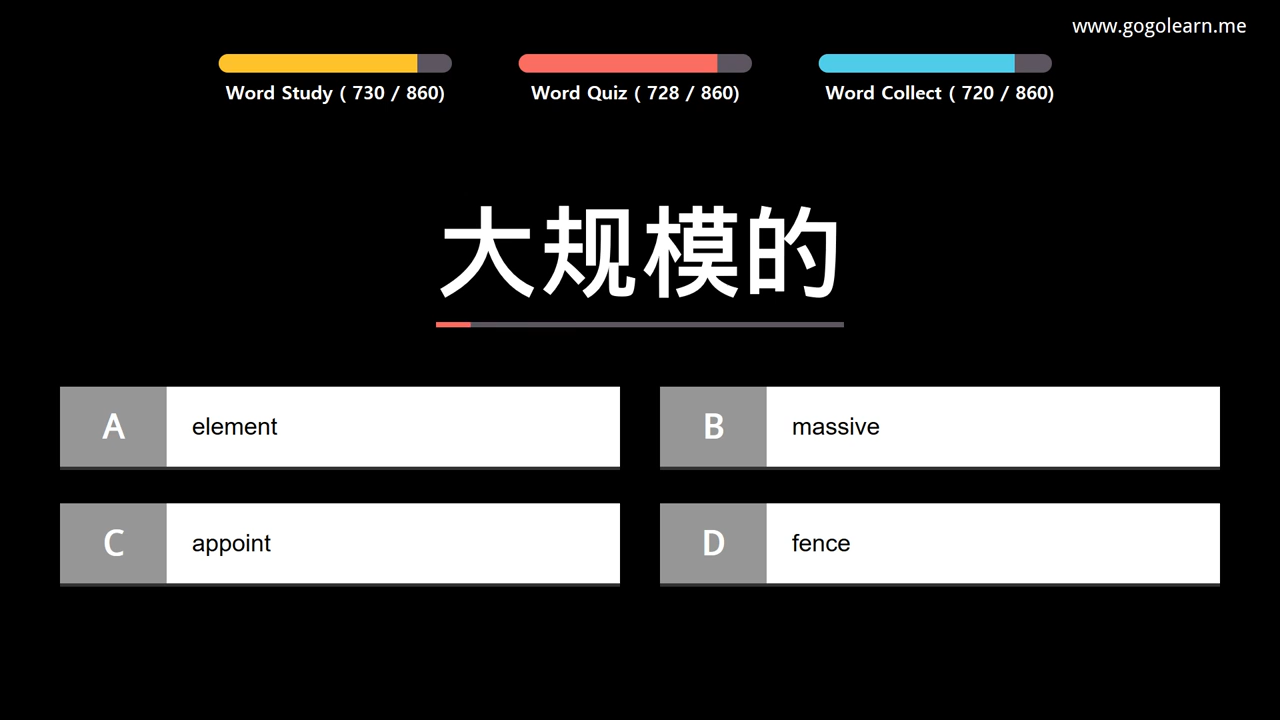 www.gogolearn.me
Word Study ( 730 / 860)
Word Quiz ( 728 / 860)
Word Collect ( 720 / 860)
大规模的
A element
B massive
C appoint
D fence